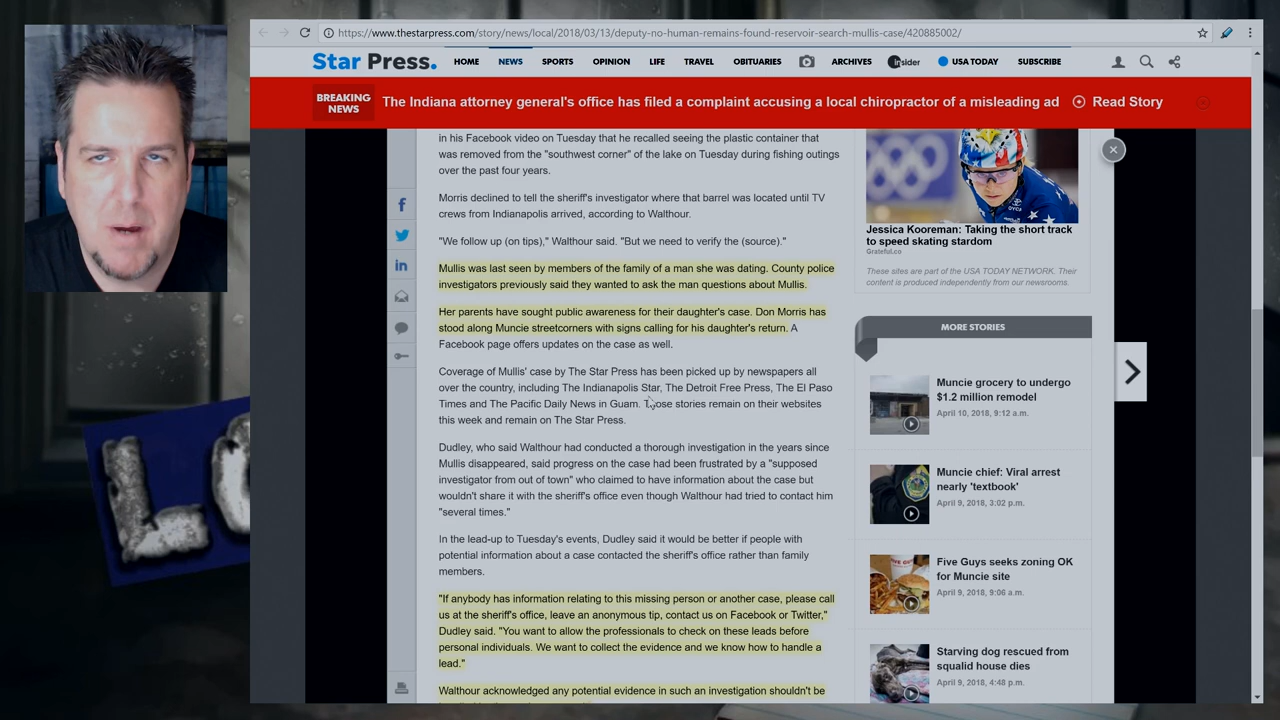 https://www.thestarpress.com/story/news/local/2018/03/13/deputy-no-human-remains-found-reservoir-search-mullis-case/420885002/
Star Press. HOME NEWS SPORTS OPINION LIFE TRAVEL OBITUARIES ARCHIVES Insider USA TODAY SUBSCRIBE
BREAKING
NEWS
The Indiana attorney general's office has filed a complaint accusing a local chiropractor of a misleading ad Read Story
in his Facebook video on Tuesday that he recalled seeing the plastic container that
was removed from the "southwest corner" of the lake on Tuesday during fishing outings
over the past four years.
Morris declined to tell the sheriff's investigator where that barrel was located until TV
crews from Indianapolis arrived, according to Walthour.
"We follow up (on tips)," Walthour said. "But we need to verify the (source)."
Mullis was last seen by members of the family of a man she was dating. County police
investigators previously said they wanted to ask the man questions about Mullis.
Her parents have sought public awareness for their daughter's case. Don Morris has
stood along Muncie streetcorners with signs calling for his daughter's return. A
Facebook page offers updates on the case as well.
Coverage of Mullis' case by The Star Press has been picked up by newspapers all
over the country, including The Indianapolis Star, The Detroit Free Press, The El Paso
Times and The Pacific Daily News in Guam. Those stories remain on their websites
this week and remain on The Star Press.
Dudley, who said Walthour had conducted a thorough investigation in the years since
Mullis disappeared, said progress on the case had been frustrated by a "supposed
investigator from out of town" who claimed to have information about the case but
wouldn't share it with the sheriff's office even though Walthour had tried to contact him
"several times."
In the lead-up to Tuesday's events, Dudley said it would be better if people with
potential information about a case contacted the sheriff's office rather than family
members.
"If anybody has information relating to this missing person or another case, please call
us at the sheriff's office, leave an anonymous tip, contact us on Facebook or Twitter,"
Dudley said. "You want to allow the professionals to check on these leads before
personal individuals. We want to collect the evidence and we know how to handle a
lead."
Walthour acknowledged any potential evidence in such an investigation shouldn't be
Jessica Kooreman: Taking the short track
to speed skating stardom
Grateful.co
These sites are part of the USA TODAY NETWORK. Their
content is produced independently from our newsrooms.
MORE STORIES
Muncie grocery to undergo
$1.2 million remodel
April 10, 2018, 9:12 a.m.
Muncie chief: Viral arrest
nearly 'textbook'
April 9, 2018, 3:02 p.m.
Five Guys seeks zoning OK
for Muncie site
April 9, 2018, 9:06 a.m.
Starving dog rescued from
squalid house dies
April 9, 2018, 4:48 p.m.
LO